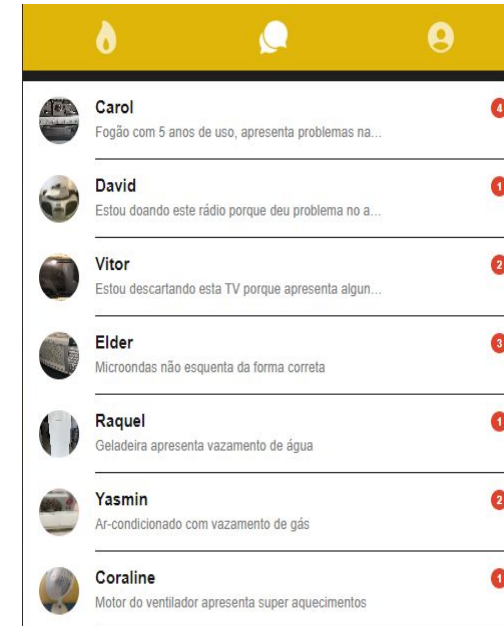 Carol
4
Fogão com 5 anos de uso, apresenta problemas na...
David
1
Estou doando este rádio porque deu problema no a...
Vitor
2
Estou descartando esta TV porque apresenta algun...
Elder
3
Microondas não esquenta da forma correta
Raquel
1
Geladeira apresenta vazamento de água
Yasmin
2
Ar-condicionado com vazamento de gás
Coraline
1
Motor do ventilador apresenta super aquecimentos